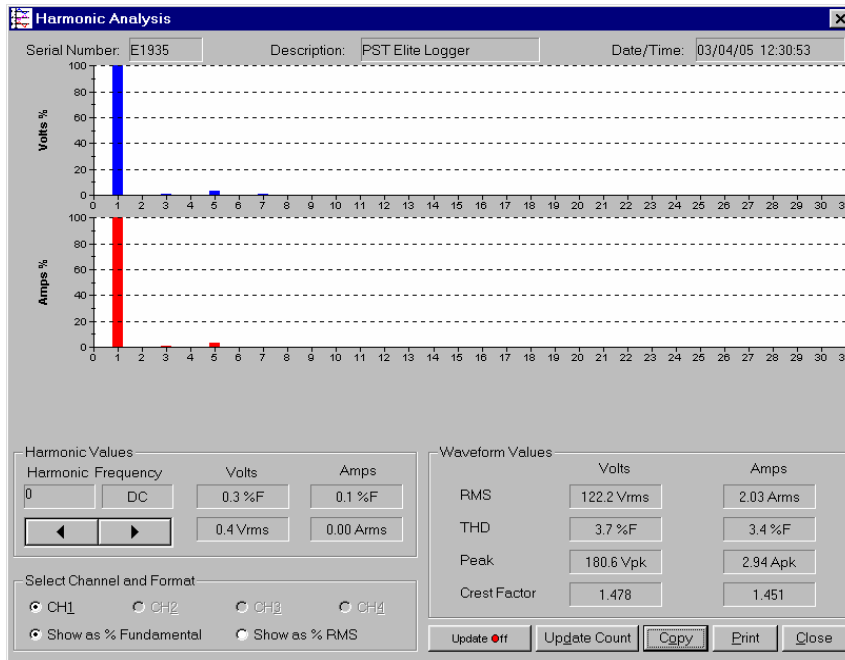 Harmonic Analysis
Serial Number: E1935 Description: PST Elite Logger Date/Time: 03/04/05 12:30:53
Volts %
100
80
60
40
20
0
0 1 2 3 4 5 6 7 8 9 10 11 12 13 14 15 16 17 18 19 20 21 22 23 24 25 26 27 28 29 30 3
Amps %
100
80
60
40
20
0
0 1 2 3 4 5 6 7 8 9 10 11 12 13 14 15 16 17 18 19 20 21 22 23 24 25 26 27 28 29 30 3
Harmonic Values
Harmonic Frequency Volts Amps
0 DC 0.3 %F 0.1 %F
0.4 Vrms 0.00 Arms
Select Channel and Format
CH1 CH2 CH3 CH4
Show as % Fundamental Show as % RMS
Waveform Values
Volts Amps
RMS 122.2 Vrms 2.03 Arms
THD 3.7 %F 3.4 %F
Peak 180.6 Vpk 2.94 Apk
Crest Factor 1.478 1.451
Update Off Update Count Copy Print Close